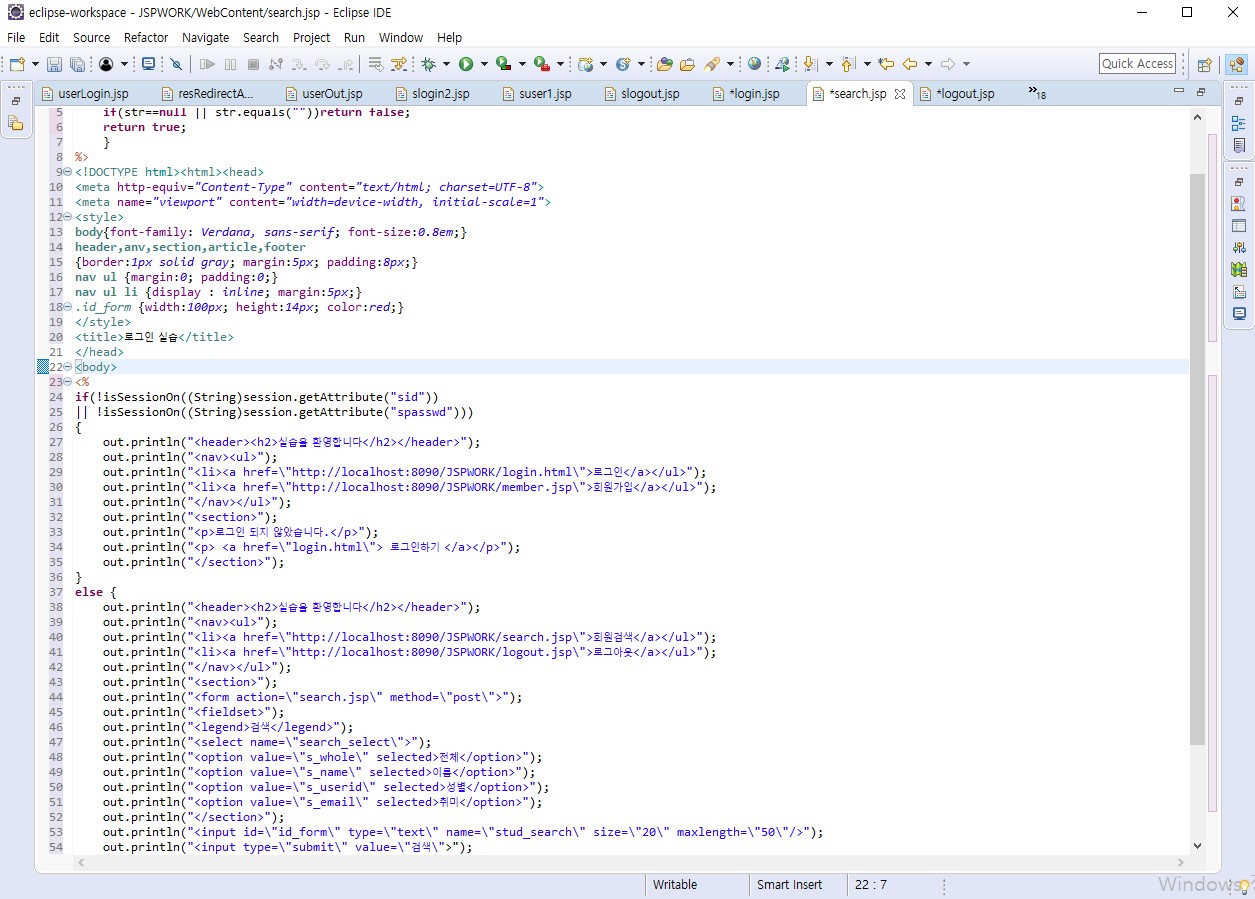 eclipse-workspace - JSPWORK/WebContent/search.jsp - Eclipse IDE
File Edit Source Refactor Navigate Search Project Run Window Help
Quick Access
userLogin.jsp resRedirectA... userOut.jsp slogin2.jsp suser1.jsp slogout.jsp *login.jsp *search.jsp *logout.jsp »18
5 if(str==null || str.equals(""))return false;
6 return true;
7 }
8 %>
9 <!DOCTYPE html><html><head>
10 <meta http-equiv="Content-Type" content="text/html; charset=UTF-8">
11 <meta name="viewport" content="width=device-width, initial-scale=1">
12 <style>
13 body{font-family: Verdana, sans-serif; font-size:0.8em;}
14 header,anv,section,article,footer
15 {border:1px solid gray; margin:5px; padding:8px;}
16 nav ul {margin:0; padding:0;}
17 nav ul li {display : inline; margin:5px;}
18 .id_form {width:100px; height:14px; color:red;}
19 </style>
20 <title>로그인 실습</title>
21 </head>
22 <body>
23 <%
24 if(!isSessionOn((String)session.getAttribute("sid"))
25 || !isSessionOn((String)session.getAttribute("spasswd")))
26 {
27 out.println("<header><h2>실습을 환영합니다</h2></header>");
28 out.println("<nav><ul>");
29 out.println("<li><a href=\"http://localhost:8090/JSPWORK/login.html\">로그인</a></ul>");
30 out.println("<li><a href=\"http://localhost:8090/JSPWORK/member.jsp\">회원가입</a></ul>");
31 out.println("</nav></ul>");
32 out.println("<section>");
33 out.println("<p>로그인 되지 않았습니다.</p>");
34 out.println("<p> <a href=\"login.html\"> 로그인하기 </a></p>");
35 out.println("</section>");
36 }
37 else {
38 out.println("<header><h2>실습을 환영합니다</h2></header>");
39 out.println("<nav><ul>");
40 out.println("<li><a href=\"http://localhost:8090/JSPWORK/search.jsp\">회원검색</a></ul>");
41 out.println("<li><a href=\"http://localhost:8090/JSPWORK/logout.jsp\">로그아웃</a></ul>");
42 out.println("</nav></ul>");
43 out.println("<section>");
44 out.println("<form action=\"search.jsp\" method=\"post\">");
45 out.println("<fieldset>");
46 out.println("<legend>검색</legend>");
47 out.println("<select name=\"search_select\">");
48 out.println("<option value=\"s_whole\" selected>전체</option>");
49 out.println("<option value=\"s_name\" selected>이름</option>");
50 out.println("<option value=\"s_userid\" selected>성별</option>");
51 out.println("<option value=\"s_email\" selected>취미</option>");
52 out.println("</section>");
53 out.println("<input id=\"id_form\" type=\"text\" name=\"stud_search\" size=\"20\" maxlength=\"50\"/>");
54 out.println("<input type=\"submit\" value=\"검색\">");
Writable Smart Insert 22 : 7
Windows